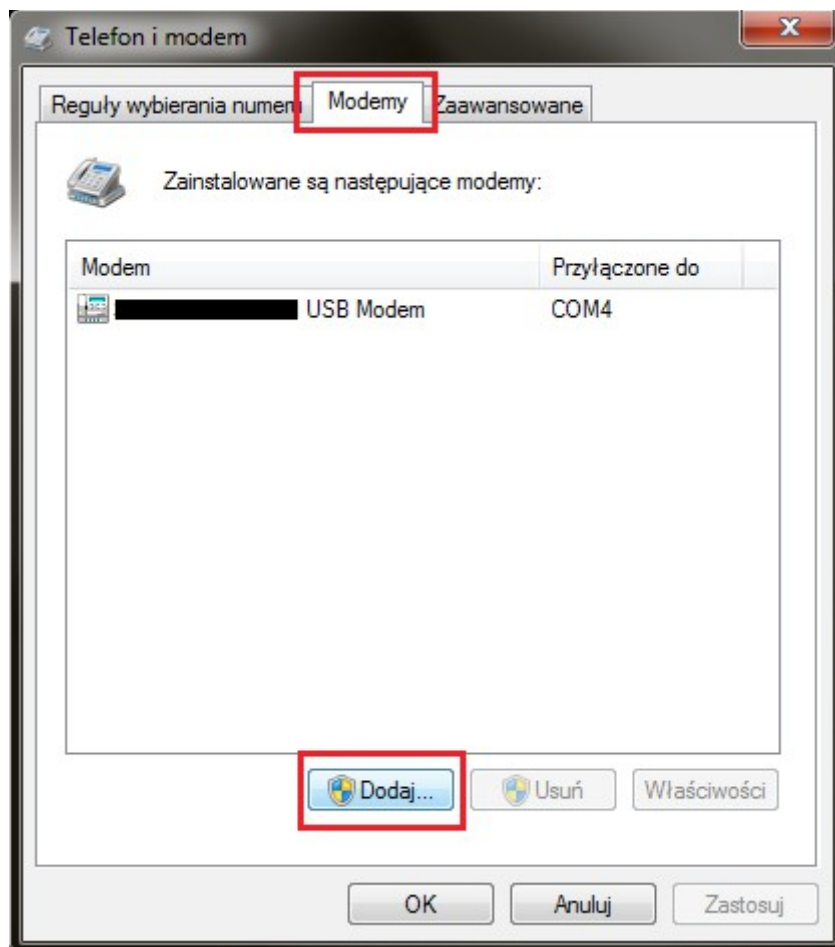 Telefon i modem
Reguły wybierania numeru Modemy Zaawansowane
Zainstalowane są następujące modemy:
Modem Przyłączone do
USB Modem COM4
Dodaj... Usuń Właściwości
OK Anuluj Zastosuj